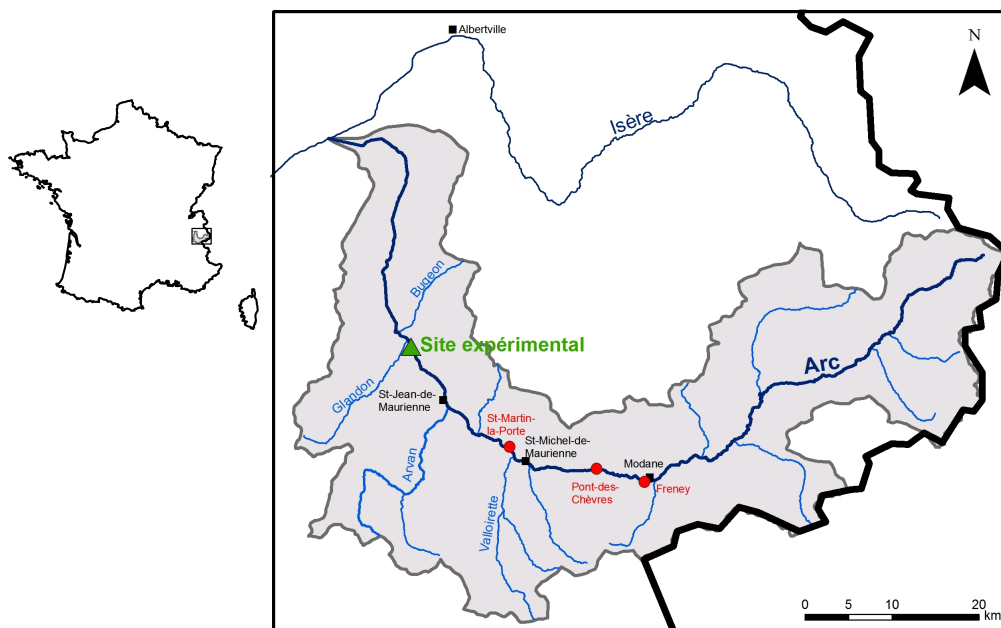 Albertville
N
Isère
Bugeon
Site expérimental
Arc
Glandon
St-Jean-de-
Maurienne
St-Martin-
la-Porte
St-Michel-de-
Maurienne
Arvan
Modane
Pont-des-
Chèvres
Freney
Valloirette
0 5 10 20
km